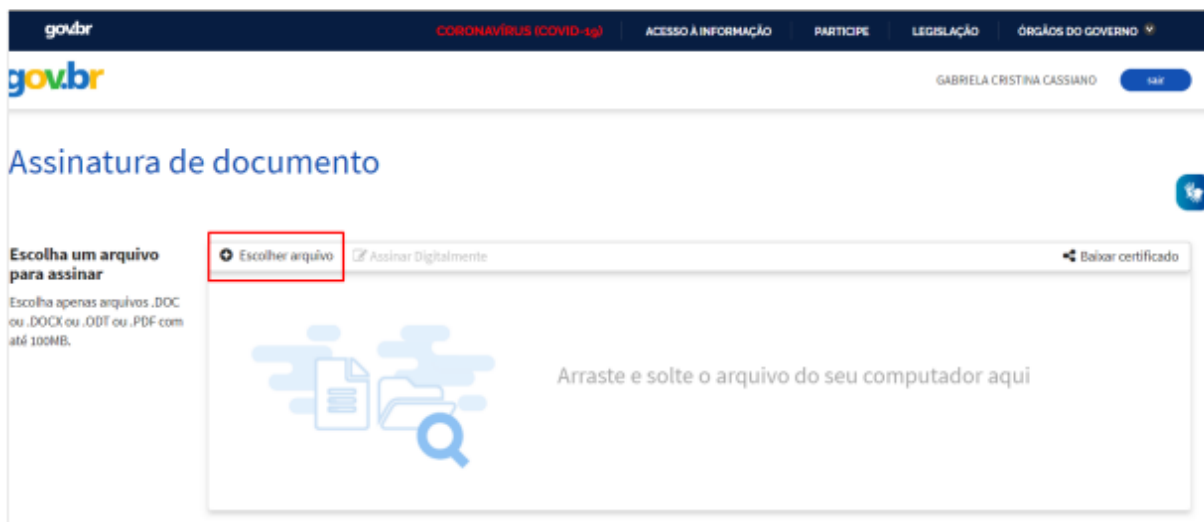 gov.br CORONAVÍRUS (COVID-19) ACESSO À INFORMAÇÃO PARTICIPE LEGISLAÇÃO ÓRGÃOS DO GOVERNO
gov.br GABRIELA CRISTINA CASSIANO sair
Assinatura de documento
Escolha um arquivo
para assinar
Escolha apenas arquivos .DOC
ou .DOCX ou .ODT ou .PDF com
até 100MB.
Escolher arquivo Assinar Digitalmente Baixar certificado
Arraste e solte o arquivo do seu computador aqui